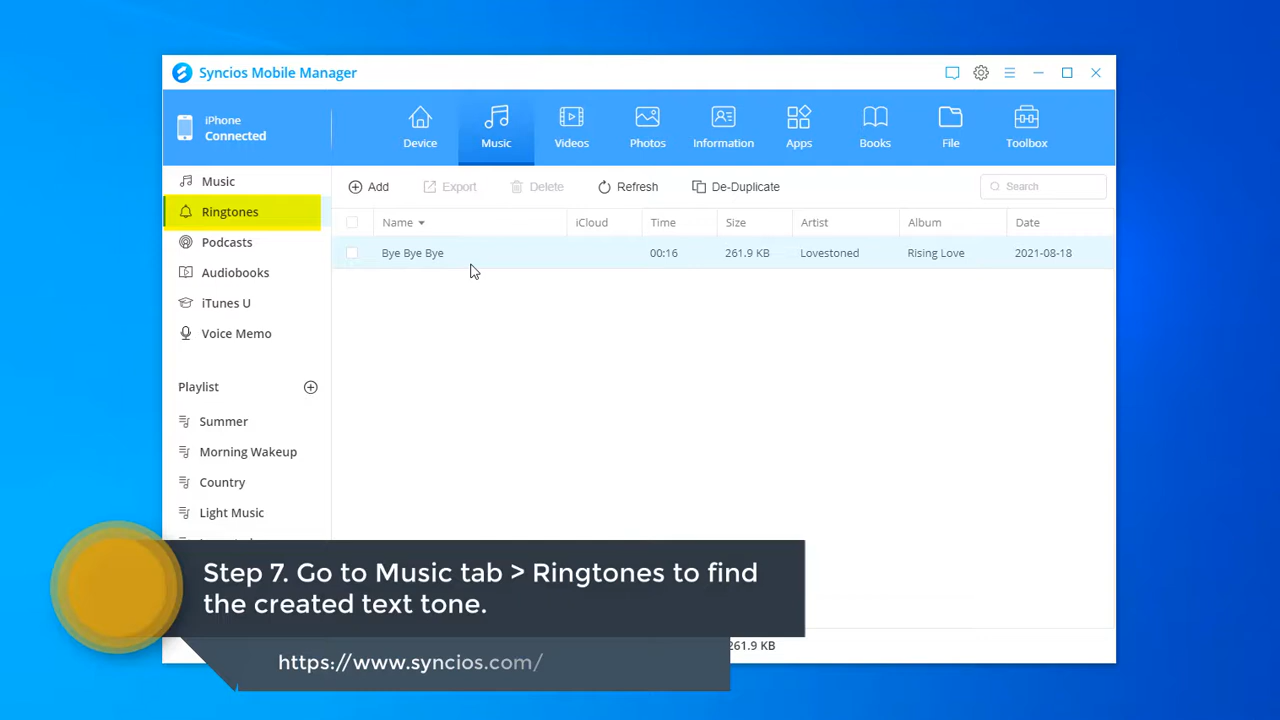 Syncios Mobile Manager
iPhone
Connected
Device
Music
Videos
Photos
Information
Apps
Books
File
Toolbox
Music
Ringtones
Podcasts
Audiobooks
iTunes U
Voice Memo
Playlist
Summer
Morning Wakeup
Country
Light Music
Add
Export
Delete
Refresh
De-Duplicate
Search
Name iCloud Time Size Artist Album Date
Bye Bye Bye 00:16 261.9 KB Lovestoned Rising Love 2021-08-18
Step 7. Go to Music tab > Ringtones to find
the created text tone.
261.9 KB
https://www.syncios.com/